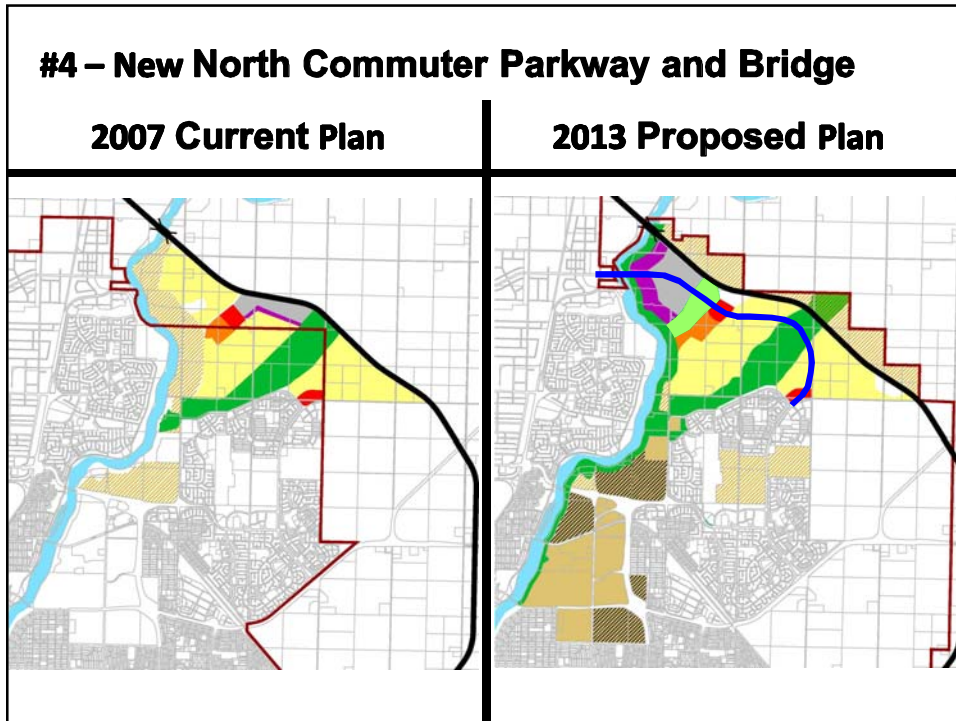 #4 – New North Commuter Parkway and Bridge
2007 Current Plan
2013 Proposed Plan